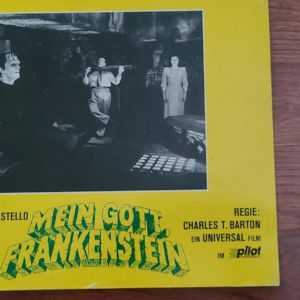 STELLO
MEIN GOTT,
FRANKENSTEIN
REGIE:
CHARLES T. BARTON
EIN UNIVERSAL FILM
IM pilot